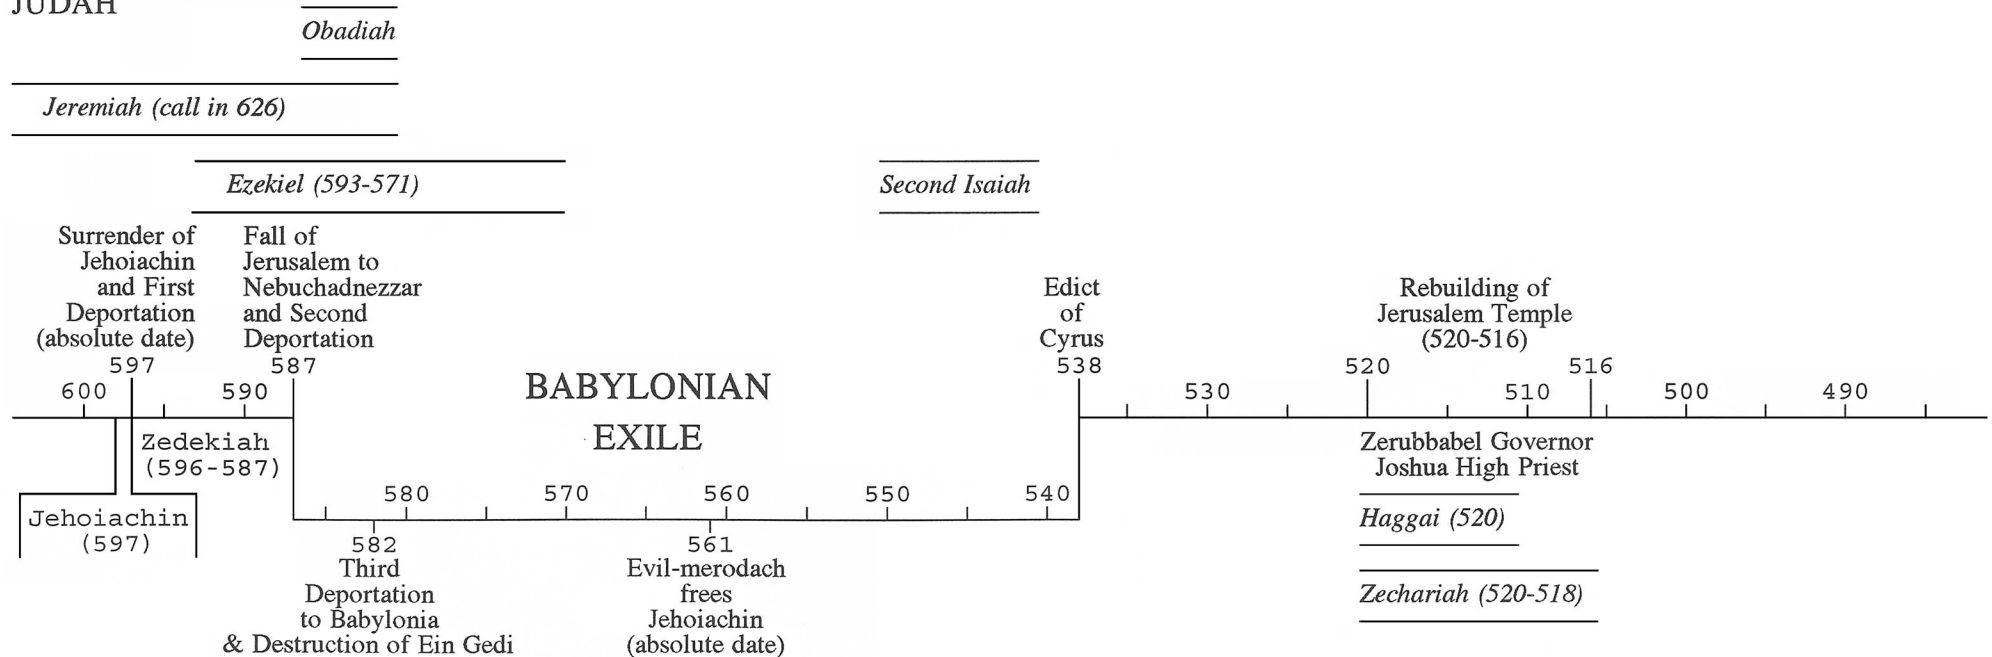 JUDAH
Obadiah
Jeremiah (call in 626)
Ezekiel (593-571)
Second Isaiah
Surrender of
Jehoiachin
and First
Deportation
(absolute date)
597
Fall of
Jerusalem to
Nebuchadnezzar
and Second
Deportation
587
Edict
of
Cyrus
538
Rebuilding of
Jerusalem Temple
(520-516)
520
516
600
590
530
510
500
490
BABYLONIAN
EXILE
Zedekiah
(596-587)
Jehoiachin
(597)
580
570
560
550
540
582
Third
Deportation
to Babylonia
& Destruction of Ein Gedi
561
Evil-merodach
frees
Jehoiachin
(absolute date)
Zerubbabel Governor
Joshua High Priest
Haggai (520)
Zechariah (520-518)